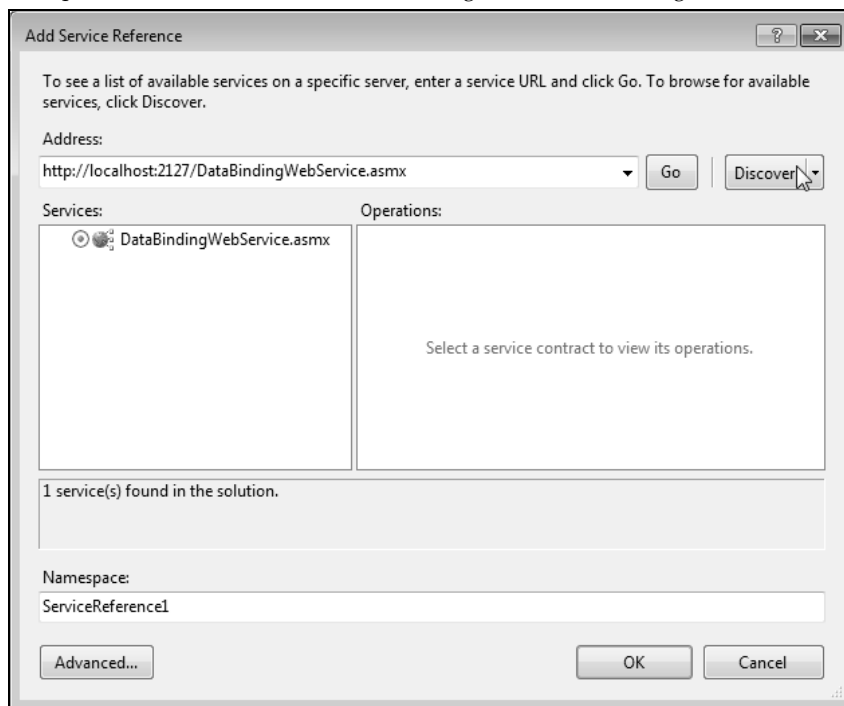 Add Service Reference
To see a list of available services on a specific server, enter a service URL and click Go. To browse for available
services, click Discover.
Address:
http://localhost:2127/DataBindingWebService.asmx
Go
Discover
Services:
Operations:
DataBindingWebService.asmx
Select a service contract to view its operations.
1 service(s) found in the solution.
Namespace:
ServiceReference1
Advanced...
OK
Cancel